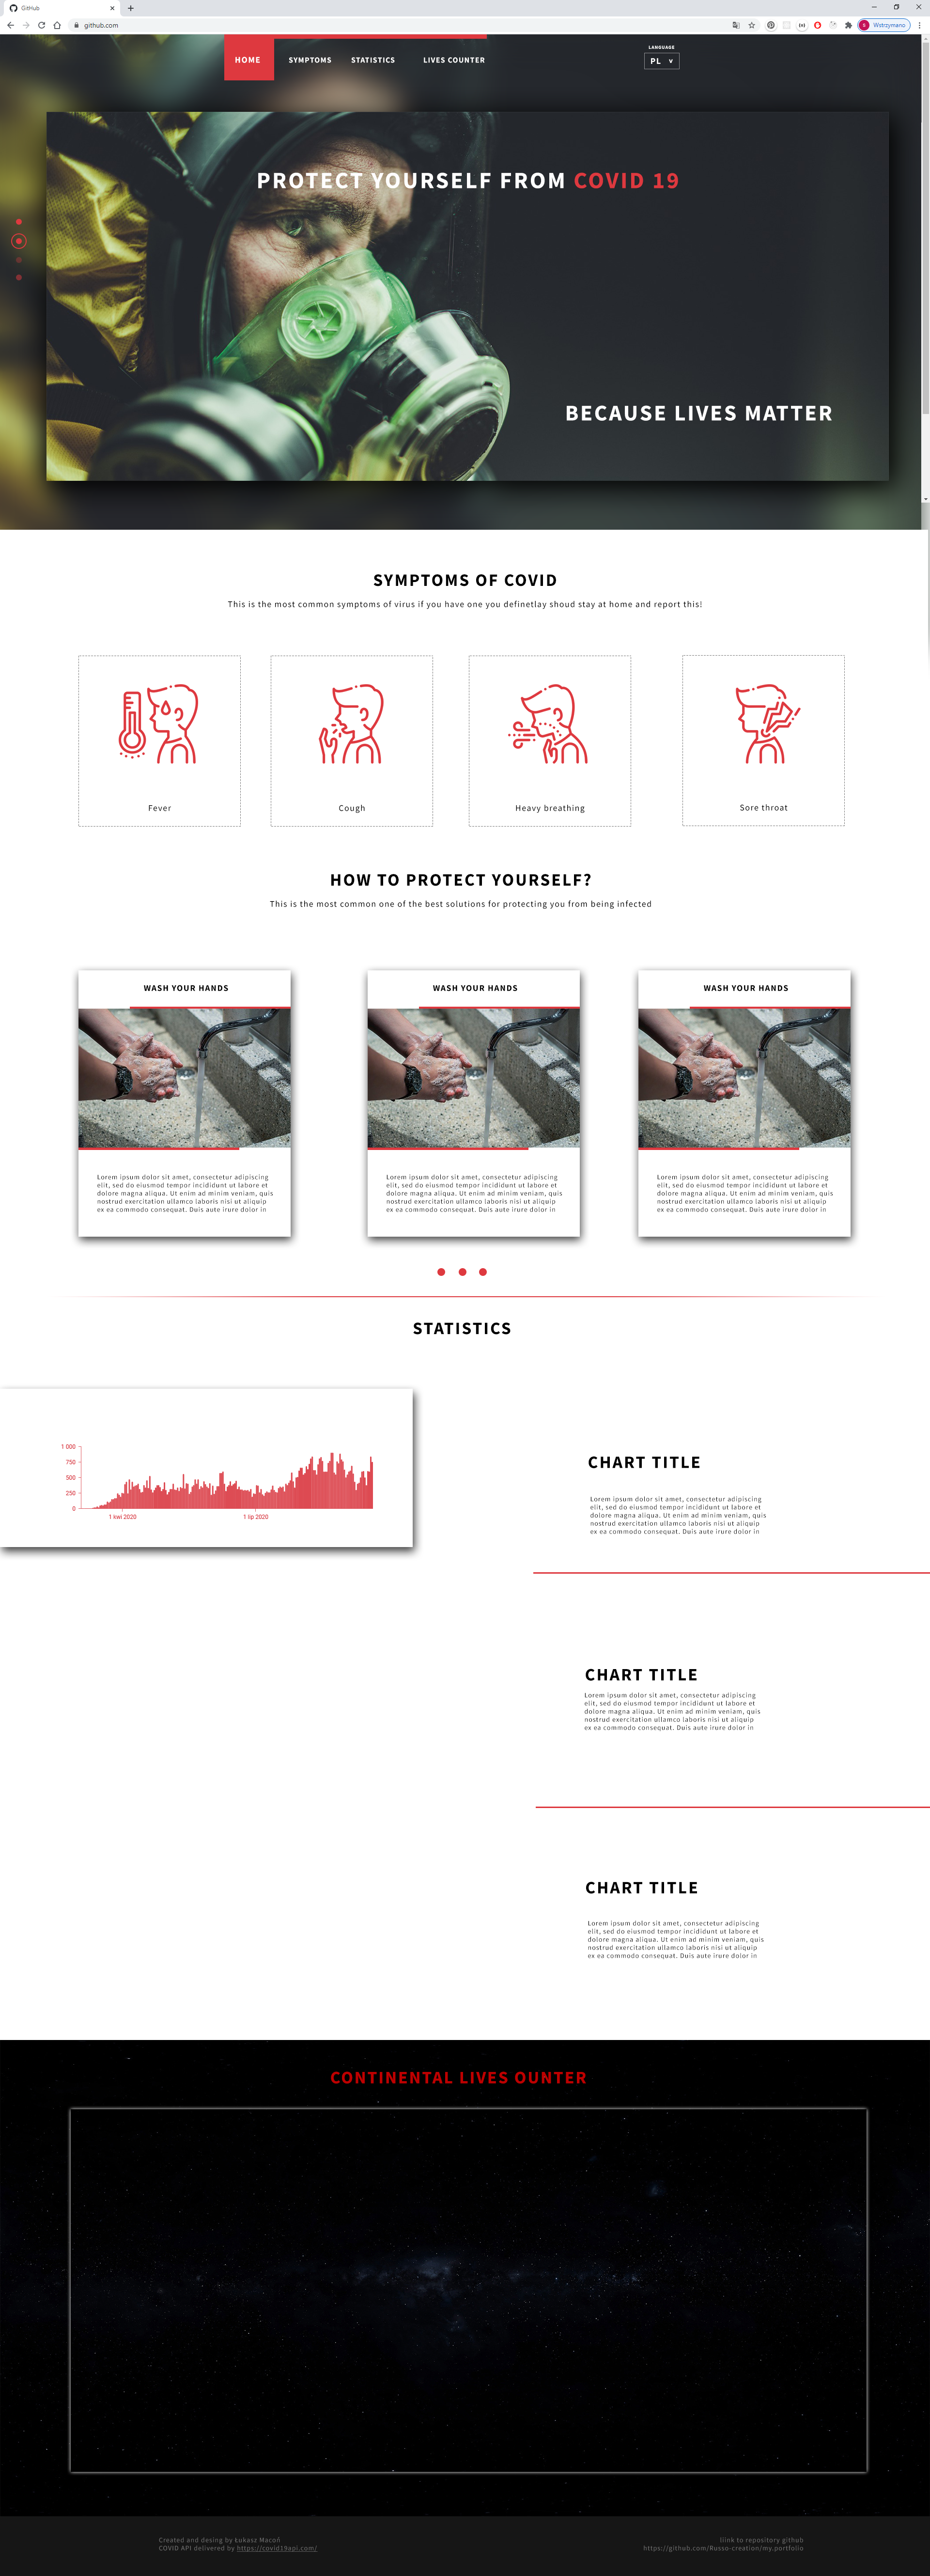 GitHub
github.com
Wstrzymano
HOME
SYMPTOMS
STATISTICS
LIVES COUNTER
LANGUAGE
PL v
PROTECT YOURSELF FROM COVID 19
BECAUSE LIVES MATTER
SYMPTOMS OF COVID
This is the most common symptoms of virus if you have one you definetlay shoud stay at home and report this!
Fever
Cough
Heavy breathing
Sore throat
HOW TO PROTECT YOURSELF?
This is the most common one of the best solutions for protecting you from being infected
WASH YOUR HANDS
Lorem ipsum dolor sit amet, consectetur adipiscing
elit, sed do eiusmod tempor incididunt ut labore et
dolore magna aliqua. Ut enim ad minim veniam, quis
nostrud exercitation ullamco laboris nisi ut aliquip
ex ea commodo consequat. Duis aute irure dolor in
WASH YOUR HANDS
Lorem ipsum dolor sit amet, consectetur adipiscing
elit, sed do eiusmod tempor incididunt ut labore et
dolore magna aliqua. Ut enim ad minim veniam, quis
nostrud exercitation ullamco laboris nisi ut aliquip
ex ea commodo consequat. Duis aute irure dolor in
WASH YOUR HANDS
Lorem ipsum dolor sit amet, consectetur adipiscing
elit, sed do eiusmod tempor incididunt ut labore et
dolore magna aliqua. Ut enim ad minim veniam, quis
nostrud exercitation ullamco laboris nisi ut aliquip
ex ea commodo consequat. Duis aute irure dolor in
STATISTICS
1 000
750
500
250
0
1 kwi 2020
1 lip 2020
CHART TITLE
Lorem ipsum dolor sit amet, consectetur adipiscing
elit, sed do eiusmod tempor incididunt ut labore et
dolore magna aliqua. Ut enim ad minim veniam, quis
nostrud exercitation ullamco laboris nisi ut aliquip
ex ea commodo consequat. Duis aute irure dolor in
CHART TITLE
Lorem ipsum dolor sit amet, consectetur adipiscing
elit, sed do eiusmod tempor incididunt ut labore et
dolore magna aliqua. Ut enim ad minim veniam, quis
nostrud exercitation ullamco laboris nisi ut aliquip
ex ea commodo consequat. Duis aute irure dolor in
CHART TITLE
Lorem ipsum dolor sit amet, consectetur adipiscing
elit, sed do eiusmod tempor incididunt ut labore et
dolore magna aliqua. Ut enim ad minim veniam, quis
nostrud exercitation ullamco laboris nisi ut aliquip
ex ea commodo consequat. Duis aute irure dolor in
CONTINENTAL LIVES OUNTER
Created and desing by Łukasz Macoń
COVID API delivered by https://covid19api.com/
liink to repository github
https://github.com/Russo-creation/my.portfolio